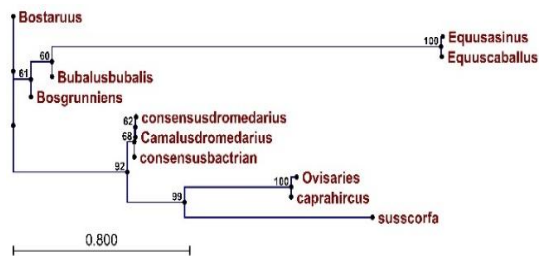 Bostaruus
100
Equusasinus
Equuscaballus
60
61
Bubalusbubalis
Bosgrunniens
consensusdromedarius
62
Camalusdromedarius
68
consensusbactrian
92
Ovisaries
100
caprahircus
99
susscorfa
0.800